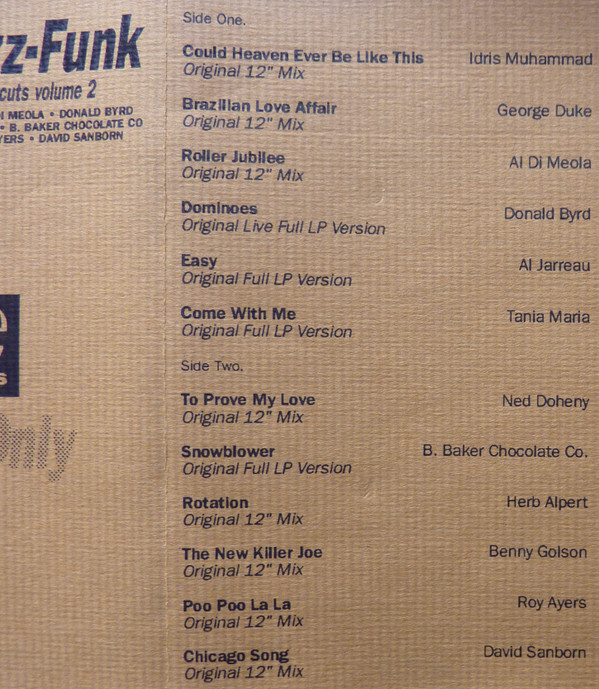 zz-Funk
cuts volume 2
I MEOLA • DONALD BYRD
• B. BAKER CHOCOLATE CO
YERS • DAVID SANBORN
Only
Side One.
Could Heaven Ever Be Like This Idris Muhammad
Original 12" Mix
Brazilian Love Affair George Duke
Original 12" Mix
Roller Jubilee Al Di Meola
Original 12" Mix
Dominoes Donald Byrd
Original Live Full LP Version
Easy Al Jarreau
Original Full LP Version
Come With Me Tania Maria
Original Full LP Version
Side Two.
To Prove My Love Ned Doheny
Original 12" Mix
Snowblower B. Baker Chocolate Co.
Original Full LP Version
Rotation Herb Alpert
Original 12" Mix
The New Killer Joe Benny Golson
Original 12" Mix
Poo Poo La La Roy Ayers
Original 12" Mix
Chicago Song David Sanborn
Original 12" Mix